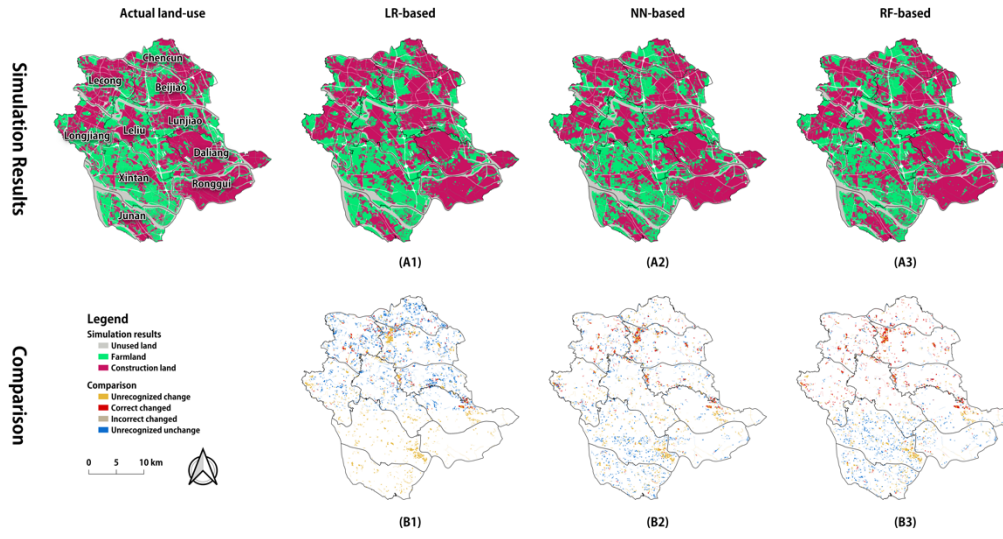 Actual land-use
LR-based
NN-based
RF-based
Simulation Results
Chencun
Lecong
Beijiao
Lunjiao
Longjiang
Leliu
Daliang
Xintan
Ronggui
Junan
(A1)
(A2)
(A3)
Comparison
Legend
Simulation results
Unused land
Farmland
Construction land
Comparison
Unrecognized change
Correct changed
Incorrect changed
Unrecognized unchange
0 5 10 km
(B1)
(B2)
(B3)